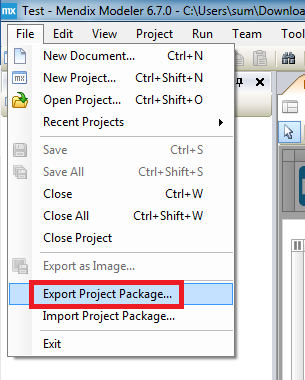 mx Test - Mendix Modeler 6.7.0 - C:\Users\sum\Downloa
File Edit View Project Run Team Tool
New Document... Ctrl+N
New Project... Ctrl+Shift+N
Open Project... Ctrl+Shift+O
Recent Projects
Save Ctrl+S
Save All Ctrl+Shift+S
Close Ctrl+W
Close All Ctrl+Shift+W
Close Project
Export as Image...
Export Project Package...
Import Project Package...
Exit